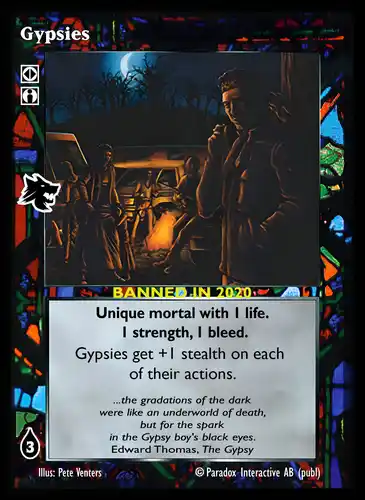 Gypsies
BANNED IN 2020
Unique mortal with 1 life.
1 strength, 1 bleed.
Gypsies get +1 stealth on each
of their actions.
...the gradations of the dark
were like an underworld of death,
but for the spark
in the Gypsy boy's black eyes.
Edward Thomas, The Gypsy
3
Illus: Pete Venters
© Paradox Interactive AB (publ)